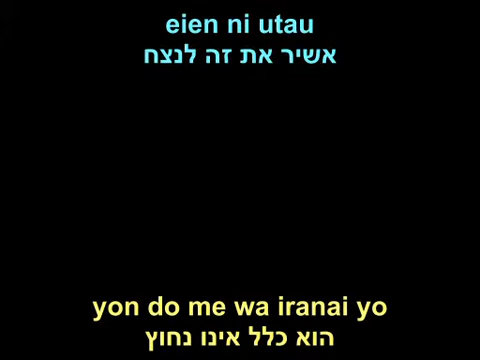 eien ni utau
אשיר את זה לנצח
yon do me wa iranai yo
הוא כלל אינו נחוץ